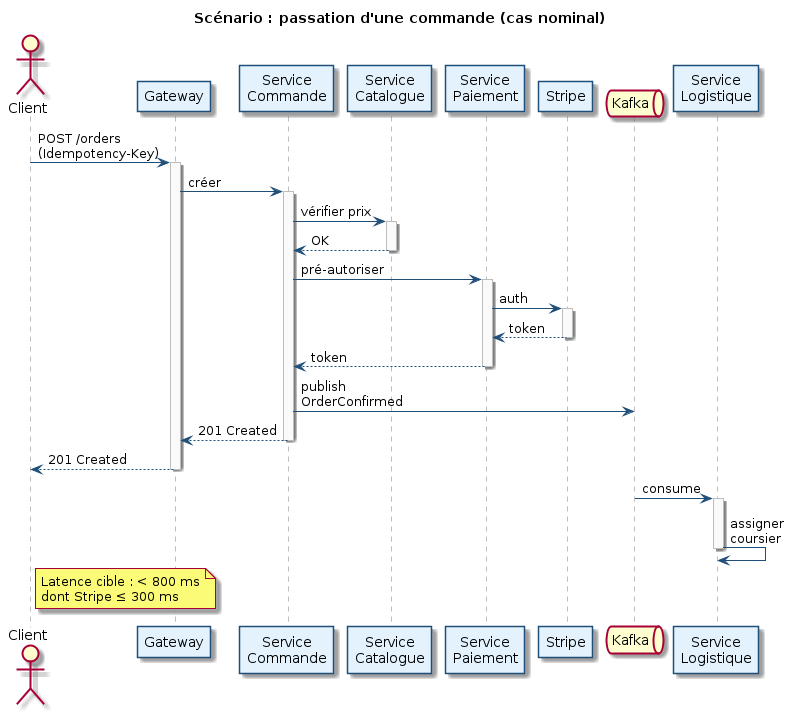 Scénario : passation d'une commande (cas nominal)
Client
Gateway
Service
Commande
Service
Catalogue
Service
Paiement
Stripe
Kafka
Service
Logistique
POST /orders
(Idempotency-Key)
créer
vérifier prix
OK
pré-autoriser
auth
token
token
publish
OrderConfirmed
201 Created
201 Created
consume
assigner
coursier
Latence cible : < 800 ms
dont Stripe ≤ 300 ms
Client
Gateway
Service
Commande
Service
Catalogue
Service
Paiement
Stripe
Kafka
Service
Logistique